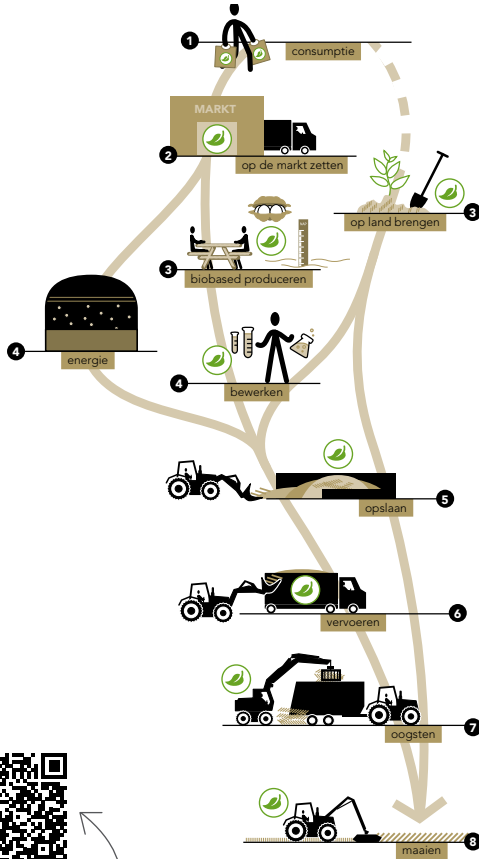 1
consumptie
MARKT
2
op de markt zetten
3
op land brengen
3
biobased produceren
4
energie
4
bewerken
5
opslaan
6
vervoeren
7
oogsten
8
maaien